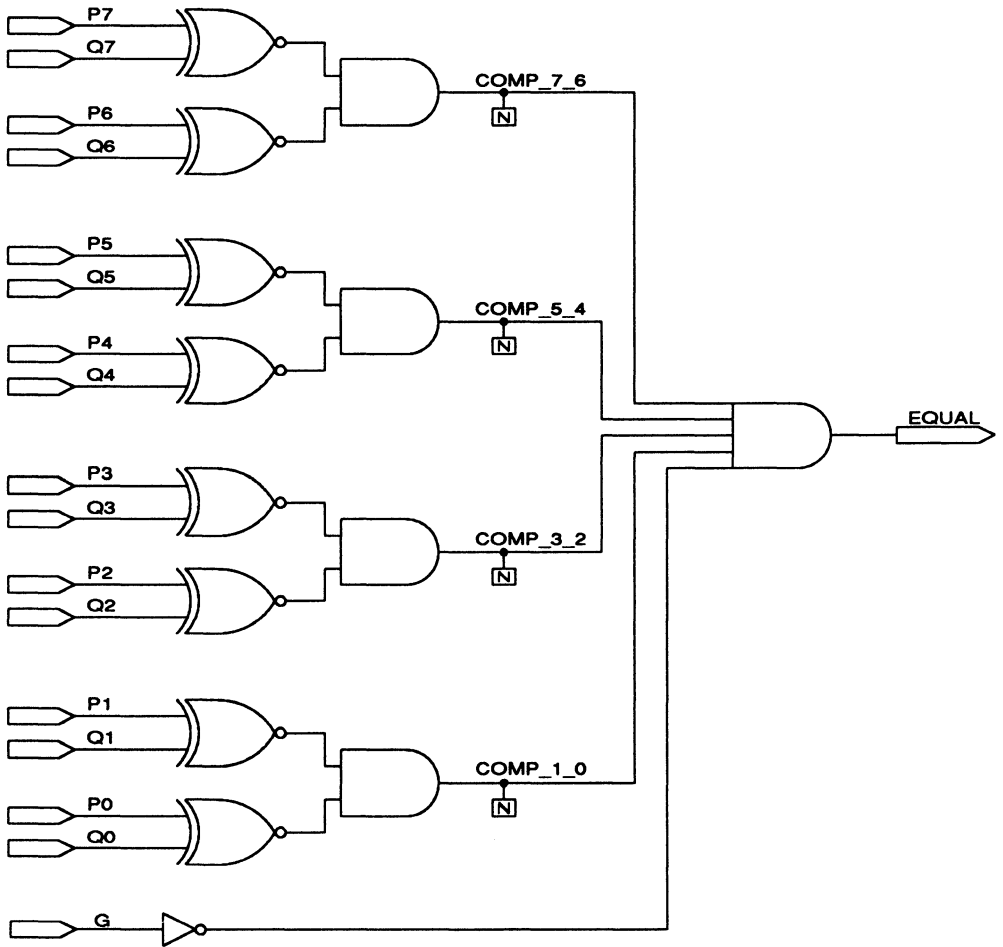 P7
Q7
COMP_7_6
N
P6
Q6
P5
Q5
COMP_5_4
N
P4
Q4
EQUAL
P3
Q3
COMP_3_2
N
P2
Q2
P1
Q1
COMP_1_0
N
P0
Q0
G